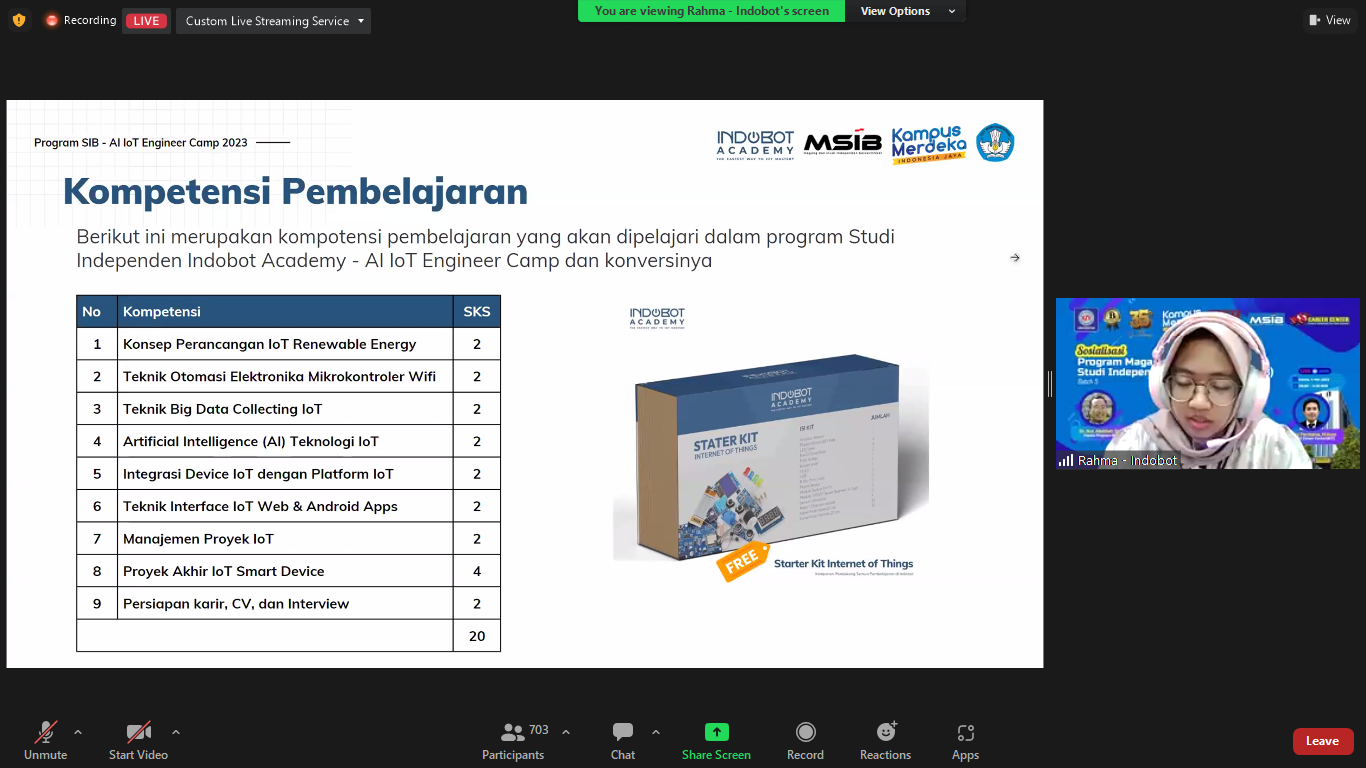 Recording
LIVE
Custom Live Streaming Service
You are viewing Rahma - Indobot's screen
View Options
View
Program SIB - AI IoT Engineer Camp 2023
INDOBOT
ACADEMY
MSIB
Kampus
Merdeka
INDONESIA JAYA
Kompetensi Pembelajaran
Berikut ini merupakan kompotensi pembelajaran yang akan dipelajari dalam program Studi
Independen Indobot Academy - AI IoT Engineer Camp dan konversinya
No Kompetensi SKS
1 Konsep Perancangan IoT Renewable Energy 2
2 Teknik Otomasi Elektronika Mikrokontroler Wifi 2
3 Teknik Big Data Collecting IoT 2
4 Artificial Intelligence (AI) Teknologi IoT 2
5 Integrasi Device IoT dengan Platform IoT 2
6 Teknik Interface IoT Web & Android Apps 2
7 Manajemen Proyek IoT 2
8 Proyek Akhir IoT Smart Device 4
9 Persiapan karir, CV, dan Interview 2
20
INDOBOT
ACADEMY
INDOBOT
ACADEMY
STATER KIT
INTERNET OF THINGS
ISI KIT
JUMLAH
FREE
Starter Kit Internet of Things
MSIB
CAREER CENTER
Sosialisasi
Program Maga
Studi Indepen
Batch 5
Rahma - Indobot
Unmute
Start Video
Participants
703
Chat
Share Screen
Record
Reactions
Apps
Leave